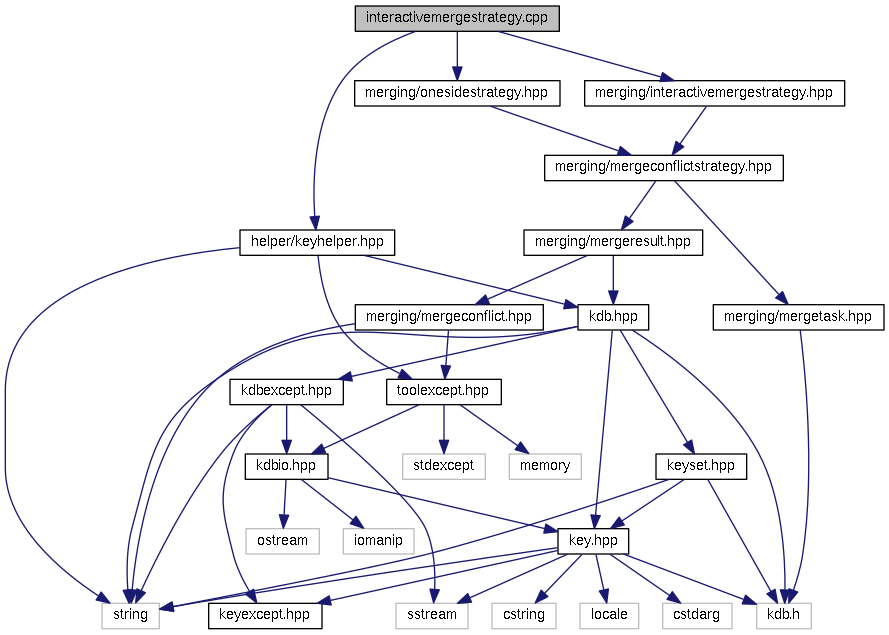 interactivemergestrategy.cpp
merging/onesidestrategy.hpp
merging/interactivemergestrategy.hpp
merging/mergeconflictstrategy.hpp
helper/keyhelper.hpp
merging/mergeresult.hpp
merging/mergeconflict.hpp
kdb.hpp
merging/mergetask.hpp
kdbexcept.hpp
toolexcept.hpp
kdbio.hpp
stdexcept
memory
keyset.hpp
ostream
iomanip
key.hpp
string
keyexcept.hpp
sstream
cstring
locale
cstdarg
kdb.h